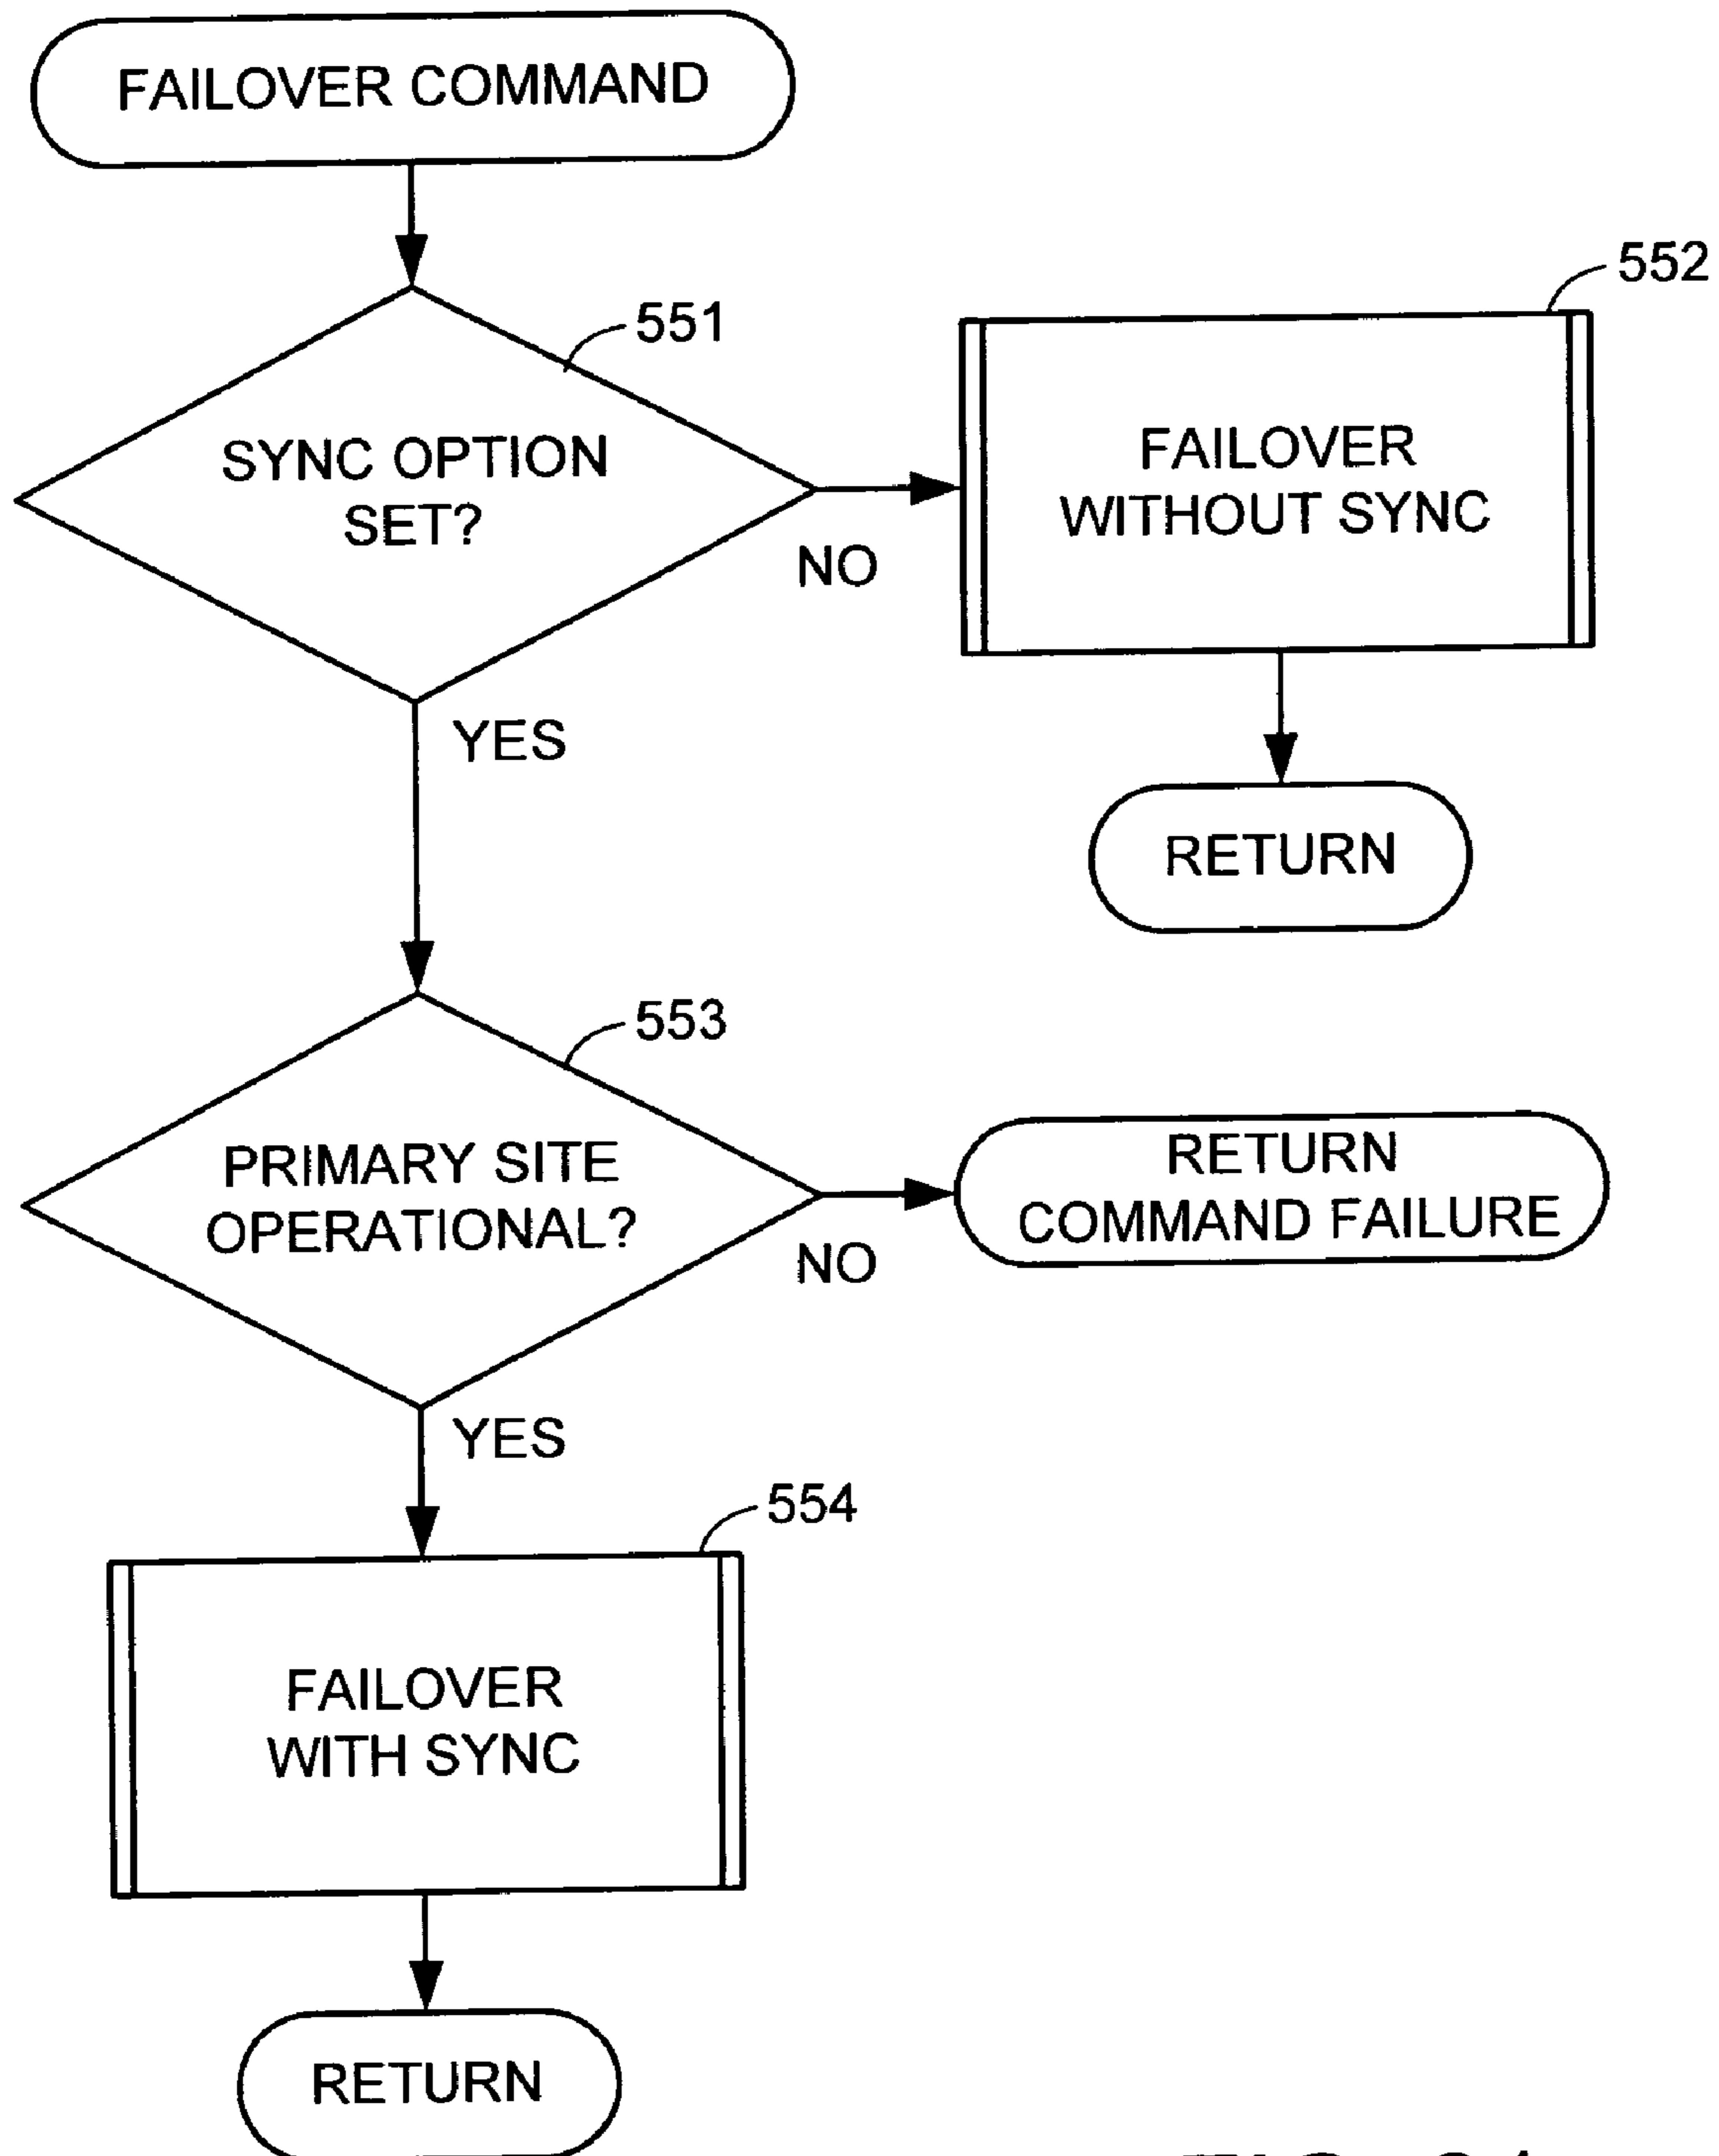 FAILOVER COMMAND
551
SYNC OPTION
SET?
NO
552
FAILOVER
WITHOUT SYNC
RETURN
YES
553
PRIMARY SITE
OPERATIONAL?
NO
RETURN
COMMAND FAILURE
YES
554
FAILOVER
WITH SYNC
RETURN